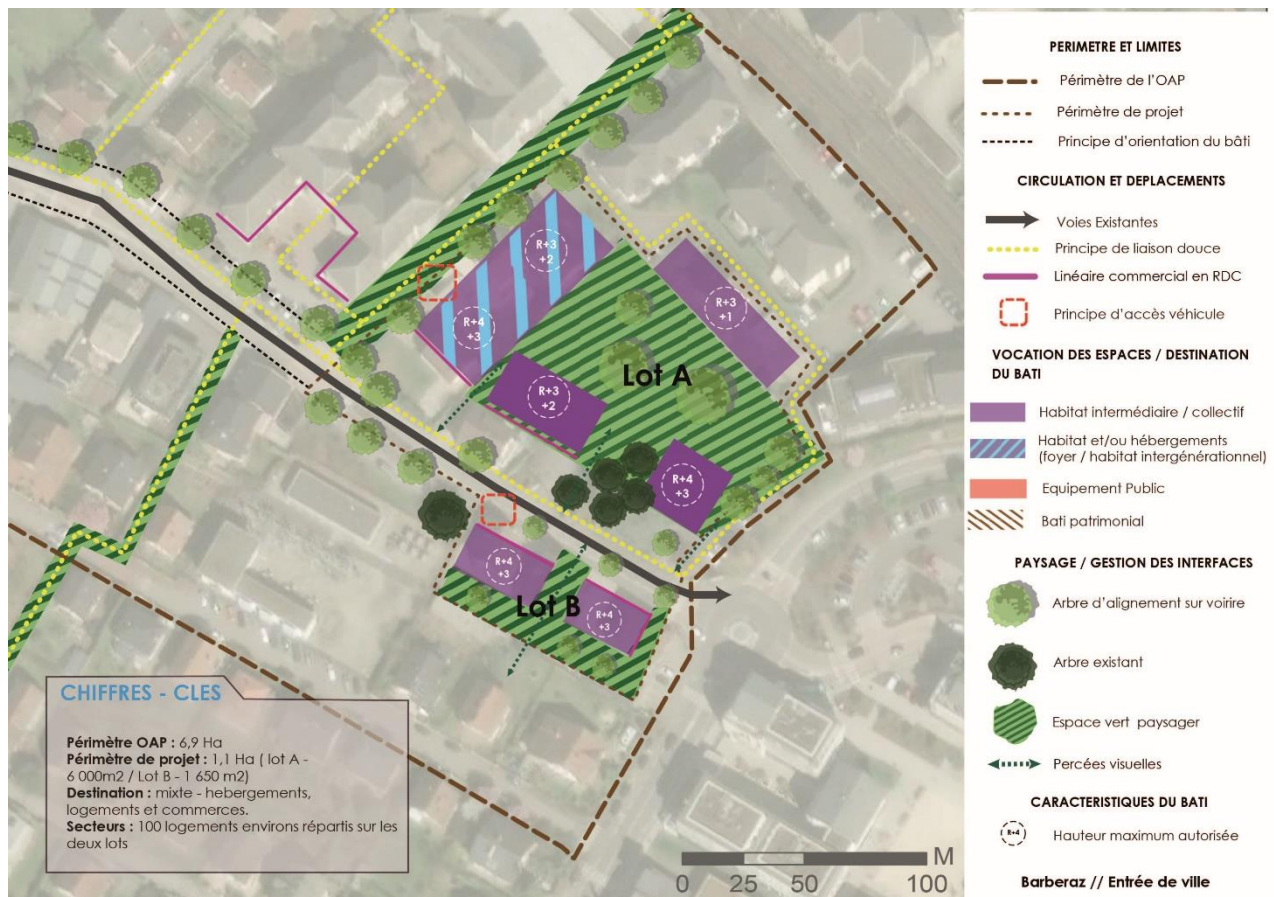 R+3
+2
R+4
+3
R+3
+1
Lot A
R+3
+2
R+4
+3
R+4
+3
Lot B
R+4
+3
CHIFFRES - CLES
Périmètre OAP : 6,9 Ha
Périmètre de projet : 1,1 Ha ( lot A -
6 000m2 / Lot B - 1 650 m2)
Destination : mixte - hebergements,
logements et commerces.
Secteurs : 100 logements environs répartis sur les
deux lots
M
0 25 50 100
PERIMETRE ET LIMITES
Périmètre de l'OAP
Périmètre de projet
Principe d'orientation du bâti
CIRCULATION ET DEPLACEMENTS
Voies Existantes
Principe de liaison douce
Linéaire commercial en RDC
Principe d'accès véhicule
VOCATION DES ESPACES / DESTINATION
DU BATI
Habitat intermédiaire / collectif
Habitat et/ou hébergements
(foyer / habitat intergénérationnel)
Equipement Public
Bati patrimonial
PAYSAGE / GESTION DES INTERFACES
Arbre d'alignement sur voirire
Arbre existant
Espace vert paysager
Percées visuelles
CARACTERISTIQUES DU BATI
R+4
Hauteur maximum autorisée
Barberaz // Entrée de ville